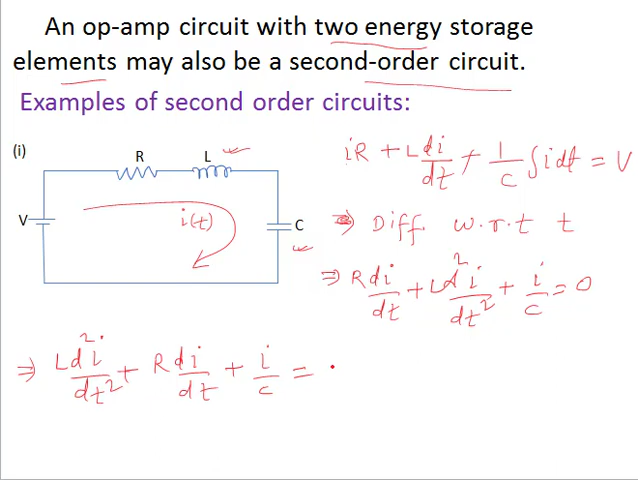 An op-amp circuit with two energy storage
elements may also be a second-order circuit.
Examples of second order circuits:
(i)
R L
V i(t) C
iR + L di/dt + 1/c ∫ i dt = V
⇒ Diff w.r.t t
⇒ R di/dt + L d²i/dt² + i/c = 0
⇒ L d²i/dt² + R di/dt + i/c =